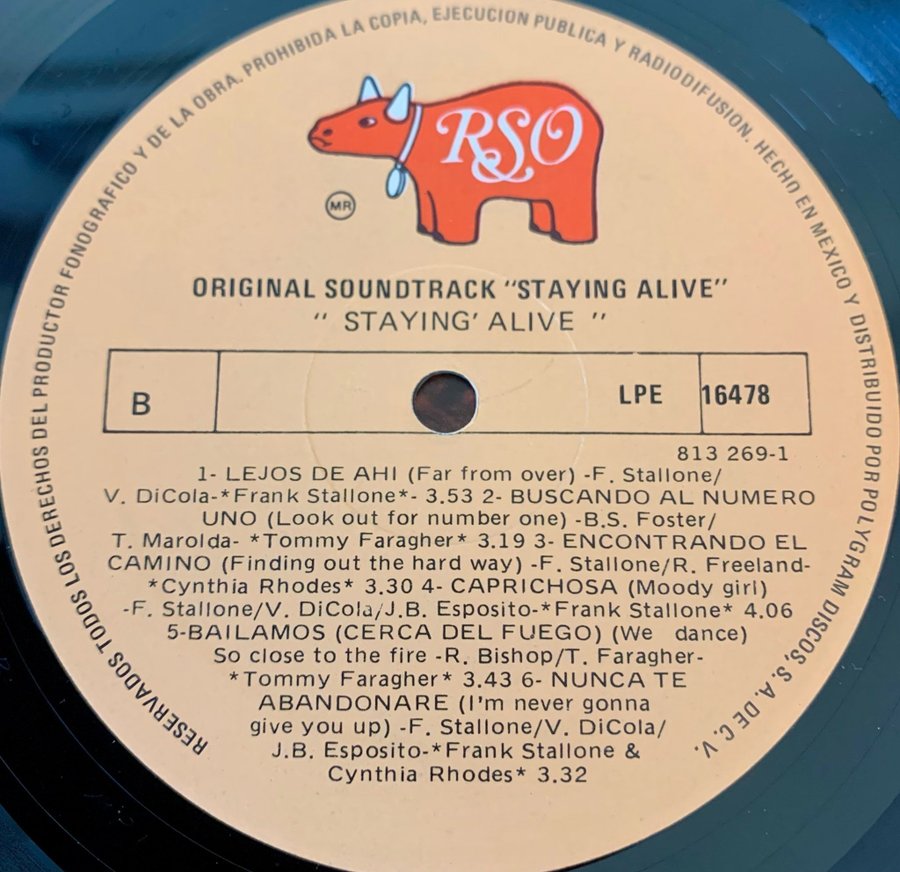 RESERVADOS TODOS LOS DERECHOS DEL PRODUCTOR FONOGRAFICO Y DE LA OBRA. PROHIBIDA LA COPIA, EJECUCION PUBLICA Y RADIODIFUSION. HECHO EN MEXICO Y DISTRIBUIDO POR POLYGRAM DISCOS, S. A. DE C. V.
RSO
MR
ORIGINAL SOUNDTRACK "STAYING ALIVE"
" STAYING' ALIVE "
B LPE 16478
813 269-1
1- LEJOS DE AHI (Far from over) -F. Stallone/
V. DiCola-*Frank Stallone*- 3.53 2- BUSCANDO AL NUMERO
UNO (Look out for number one) -B.S. Foster/
T. Marolda- *Tommy Faragher* 3.19 3- ENCONTRANDO EL
CAMINO (Finding out the hard way) -F. Stallone/R. Freeland-
*Cynthia Rhodes* 3.30 4- CAPRICHOSA (Moody girl)
-F. Stallone/V. DiCola/J.B. Esposito-*Frank Stallone* 4.06
5-BAILAMOS (CERCA DEL FUEGO) (We dance)
So close to the fire -R. Bishop/T. Faragher-
*Tommy Faragher* 3.43 6- NUNCA TE
ABANDONARE (I'm never gonna
give you up) -F. Stallone/V. DiCola/
J.B. Esposito-*Frank Stallone &
Cynthia Rhodes* 3.32